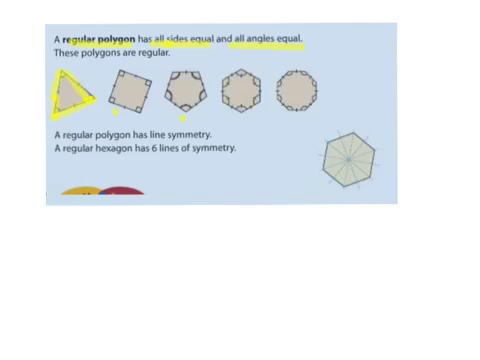 A regular polygon has all sides equal and all angles equal.
These polygons are regular.
A regular polygon has line symmetry.
A regular hexagon has 6 lines of symmetry.